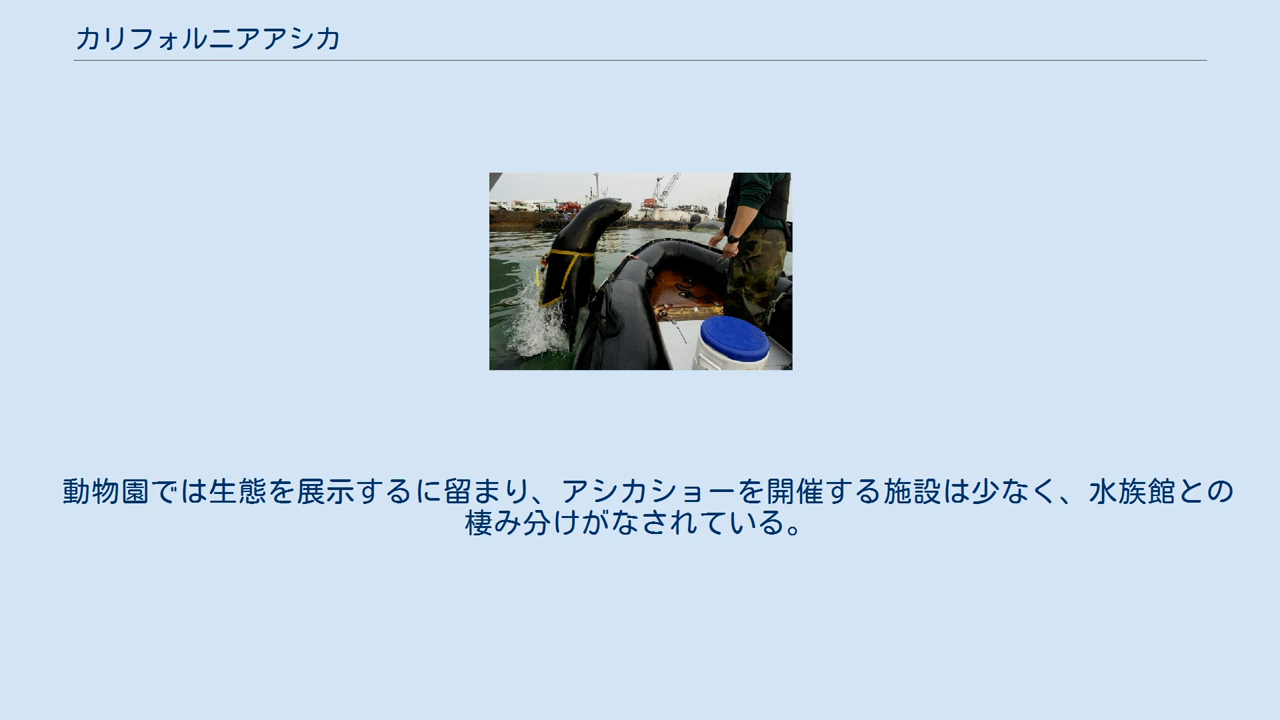 カリフォルニアアシカ
動物園では生態を展示するに留まり、アシカショーを開催する施設は少なく、水族館との
棲み分けがなされている。